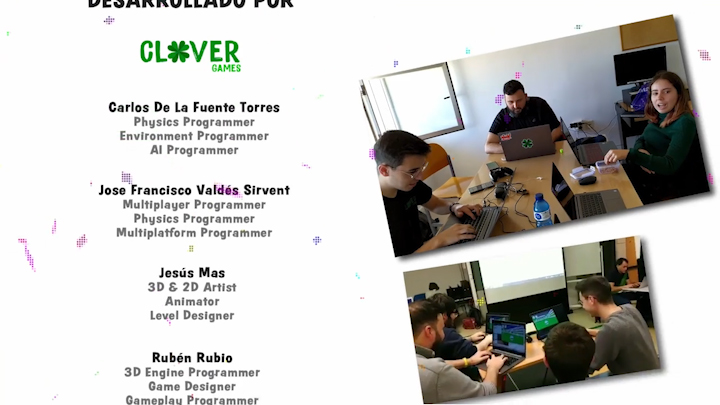 DESARROLLADO POR
CLOVER
GAMES
Carlos De La Fuente Torres
Physics Programmer
Environment Programmer
AI Programmer
Jose Francisco Valdés Sirvent
Multiplayer Programmer
Physics Programmer
Multiplatform Programmer
Jesús Mas
3D & 2D Artist
Animator
Level Designer
Rubén Rubio
3D Engine Programmer
Game Designer
Gameplay Programmer